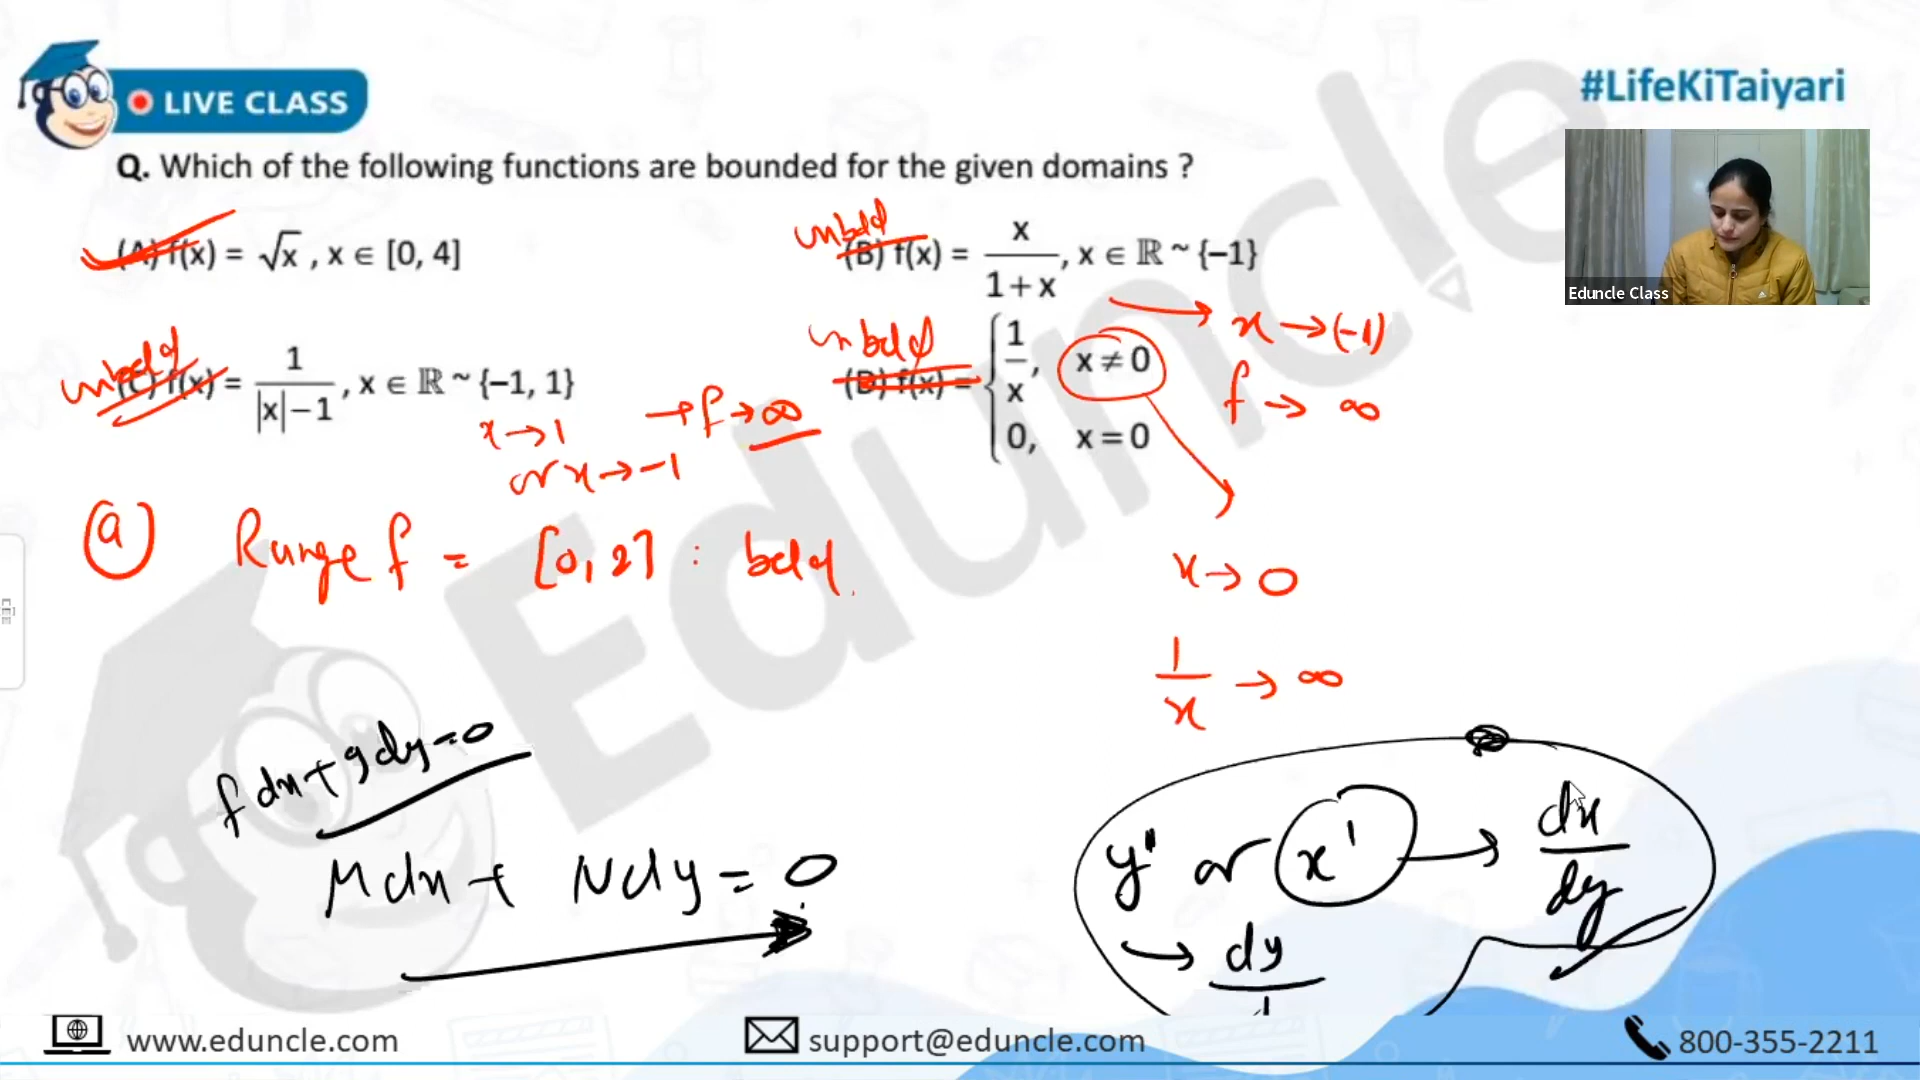 LIVE CLASS
#LifeKiTaiyari
Eduncle Class
Q. Which of the following functions are bounded for the given domains ?
(A) f(x) = √x , x ∈ [0, 4]
unbdd
(B) f(x) = x/(1+x), x ∈ ℝ ~ {–1}
x → (-1)
f → ∞
unbdd
(C) f(x) = 1/(|x|–1), x ∈ ℝ ~ {–1, 1}
x → 1 → f → ∞
or x → -1
unbdd
(D) f(x) = { 1/x, x ≠ 0
0, x = 0
x → 0
1/x → ∞
(a) Range f = [0, 2] : bdd
f dx + g dy = 0
M dx + N dy = 0
y' or x' → dx/dy
→ dy
Eduncle
www.eduncle.com
support@eduncle.com
800-355-2211